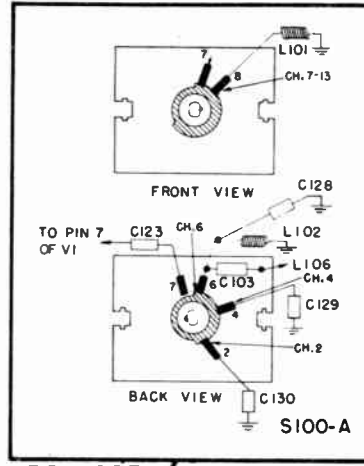 L101
7
8
CH. 7-13
FRONT VIEW
C128
TO PIN 7
OF V1
C123
CH.6
L102
7
6
C103
L106
CH.4
4
C129
2
CH.2
BACK VIEW
C130
S100-A